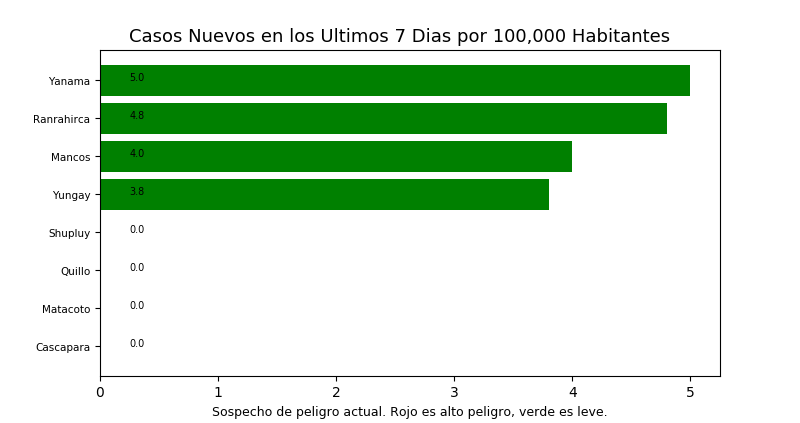 Casos Nuevos en los Ultimos 7 Dias por 100,000 Habitantes
Yanama 5.0
Ranrahirca 4.8
Mancos 4.0
Yungay 3.8
Shupluy 0.0
Quillo 0.0
Matacoto 0.0
Cascapara 0.0
0 1 2 3 4 5
Sospecho de peligro actual. Rojo es alto peligro, verde es leve.